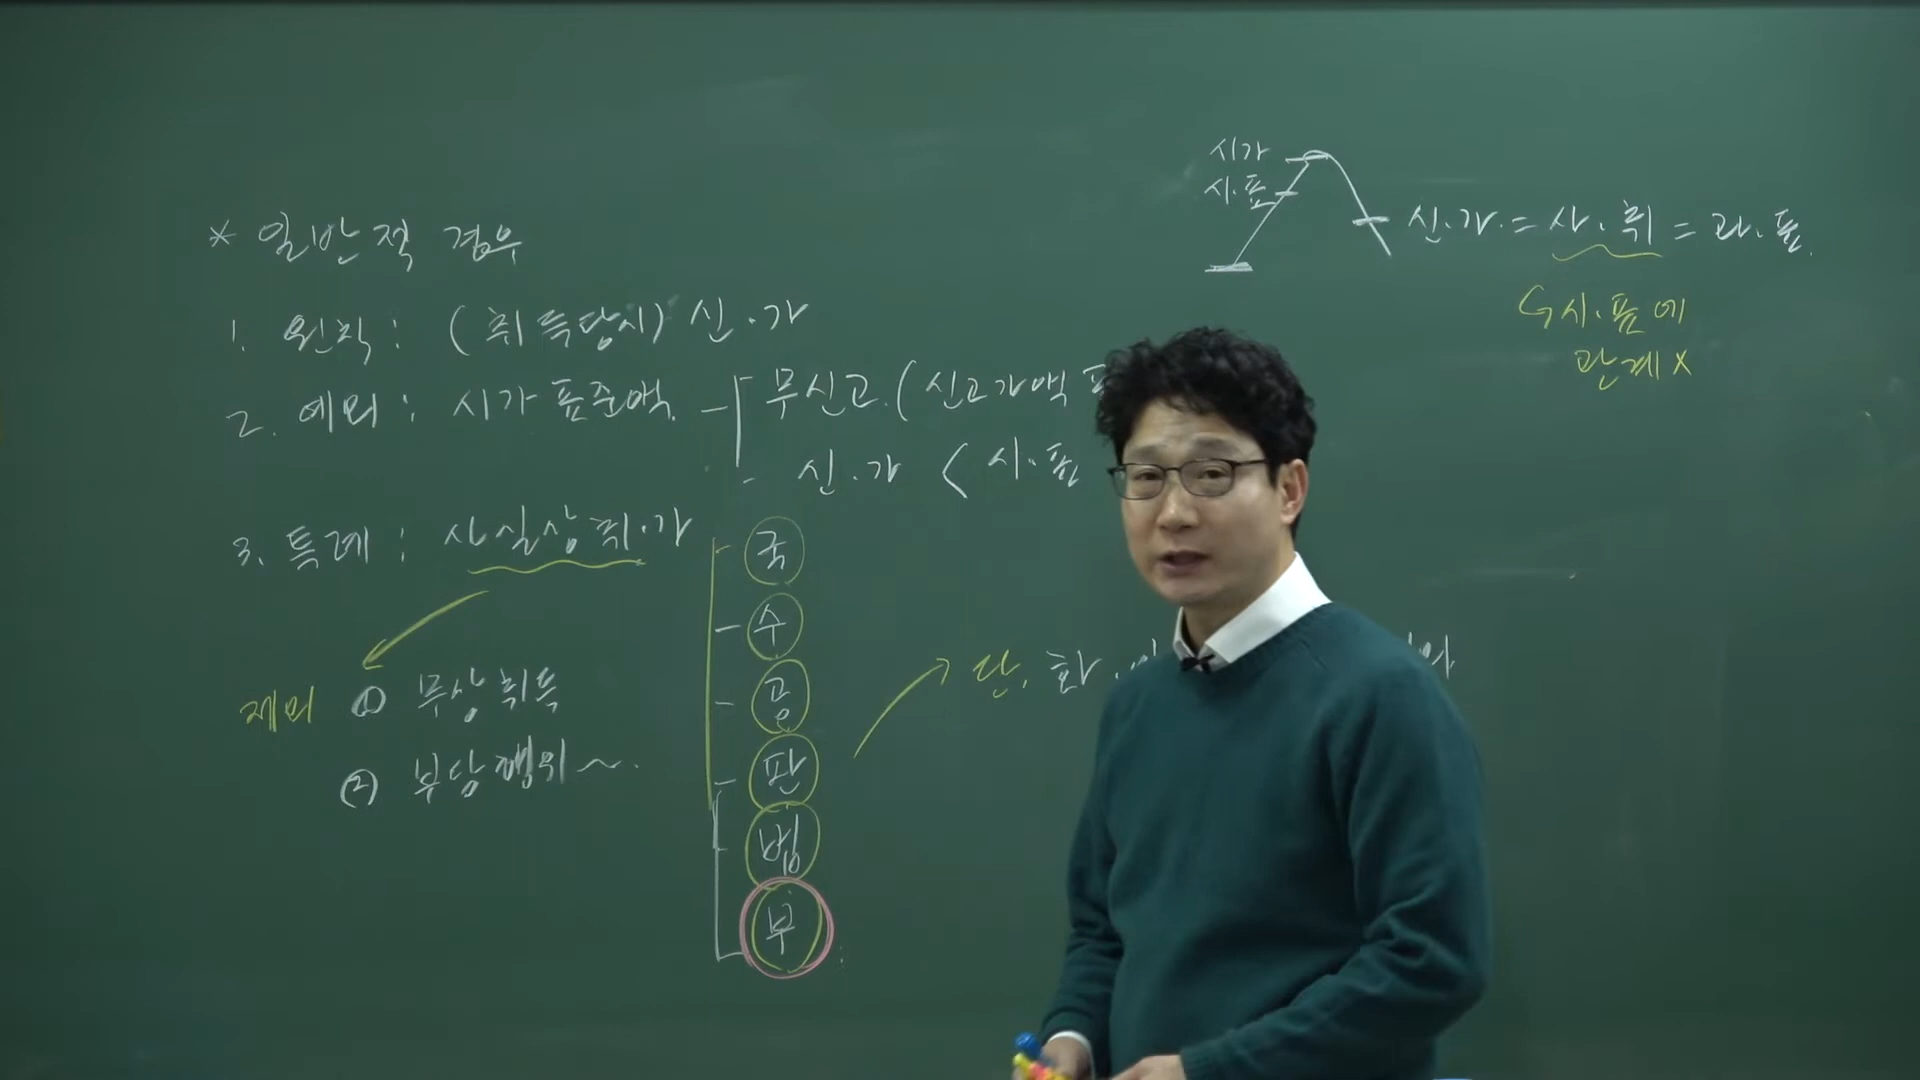 * 일반적 경우
1. 원칙 : (취득당시) 신.가
2. 예외 : 시가표준액
무신고.(신고가액
신.가 < 시.표
3. 특례 : 사실상취.가
국
수
공
판
법
부
제외 ① 무상취득
② 부당행위~.
단, 화.
시가
시.표
신.가. = 사.취 = 과.표.
시.표에
관계X